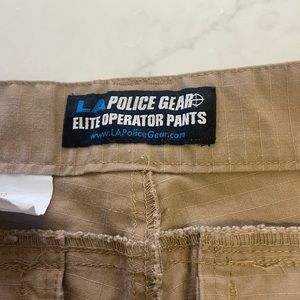 LA POLICE GEAR
ELITE OPERATOR PANTS
www.LAPoliceGear.com